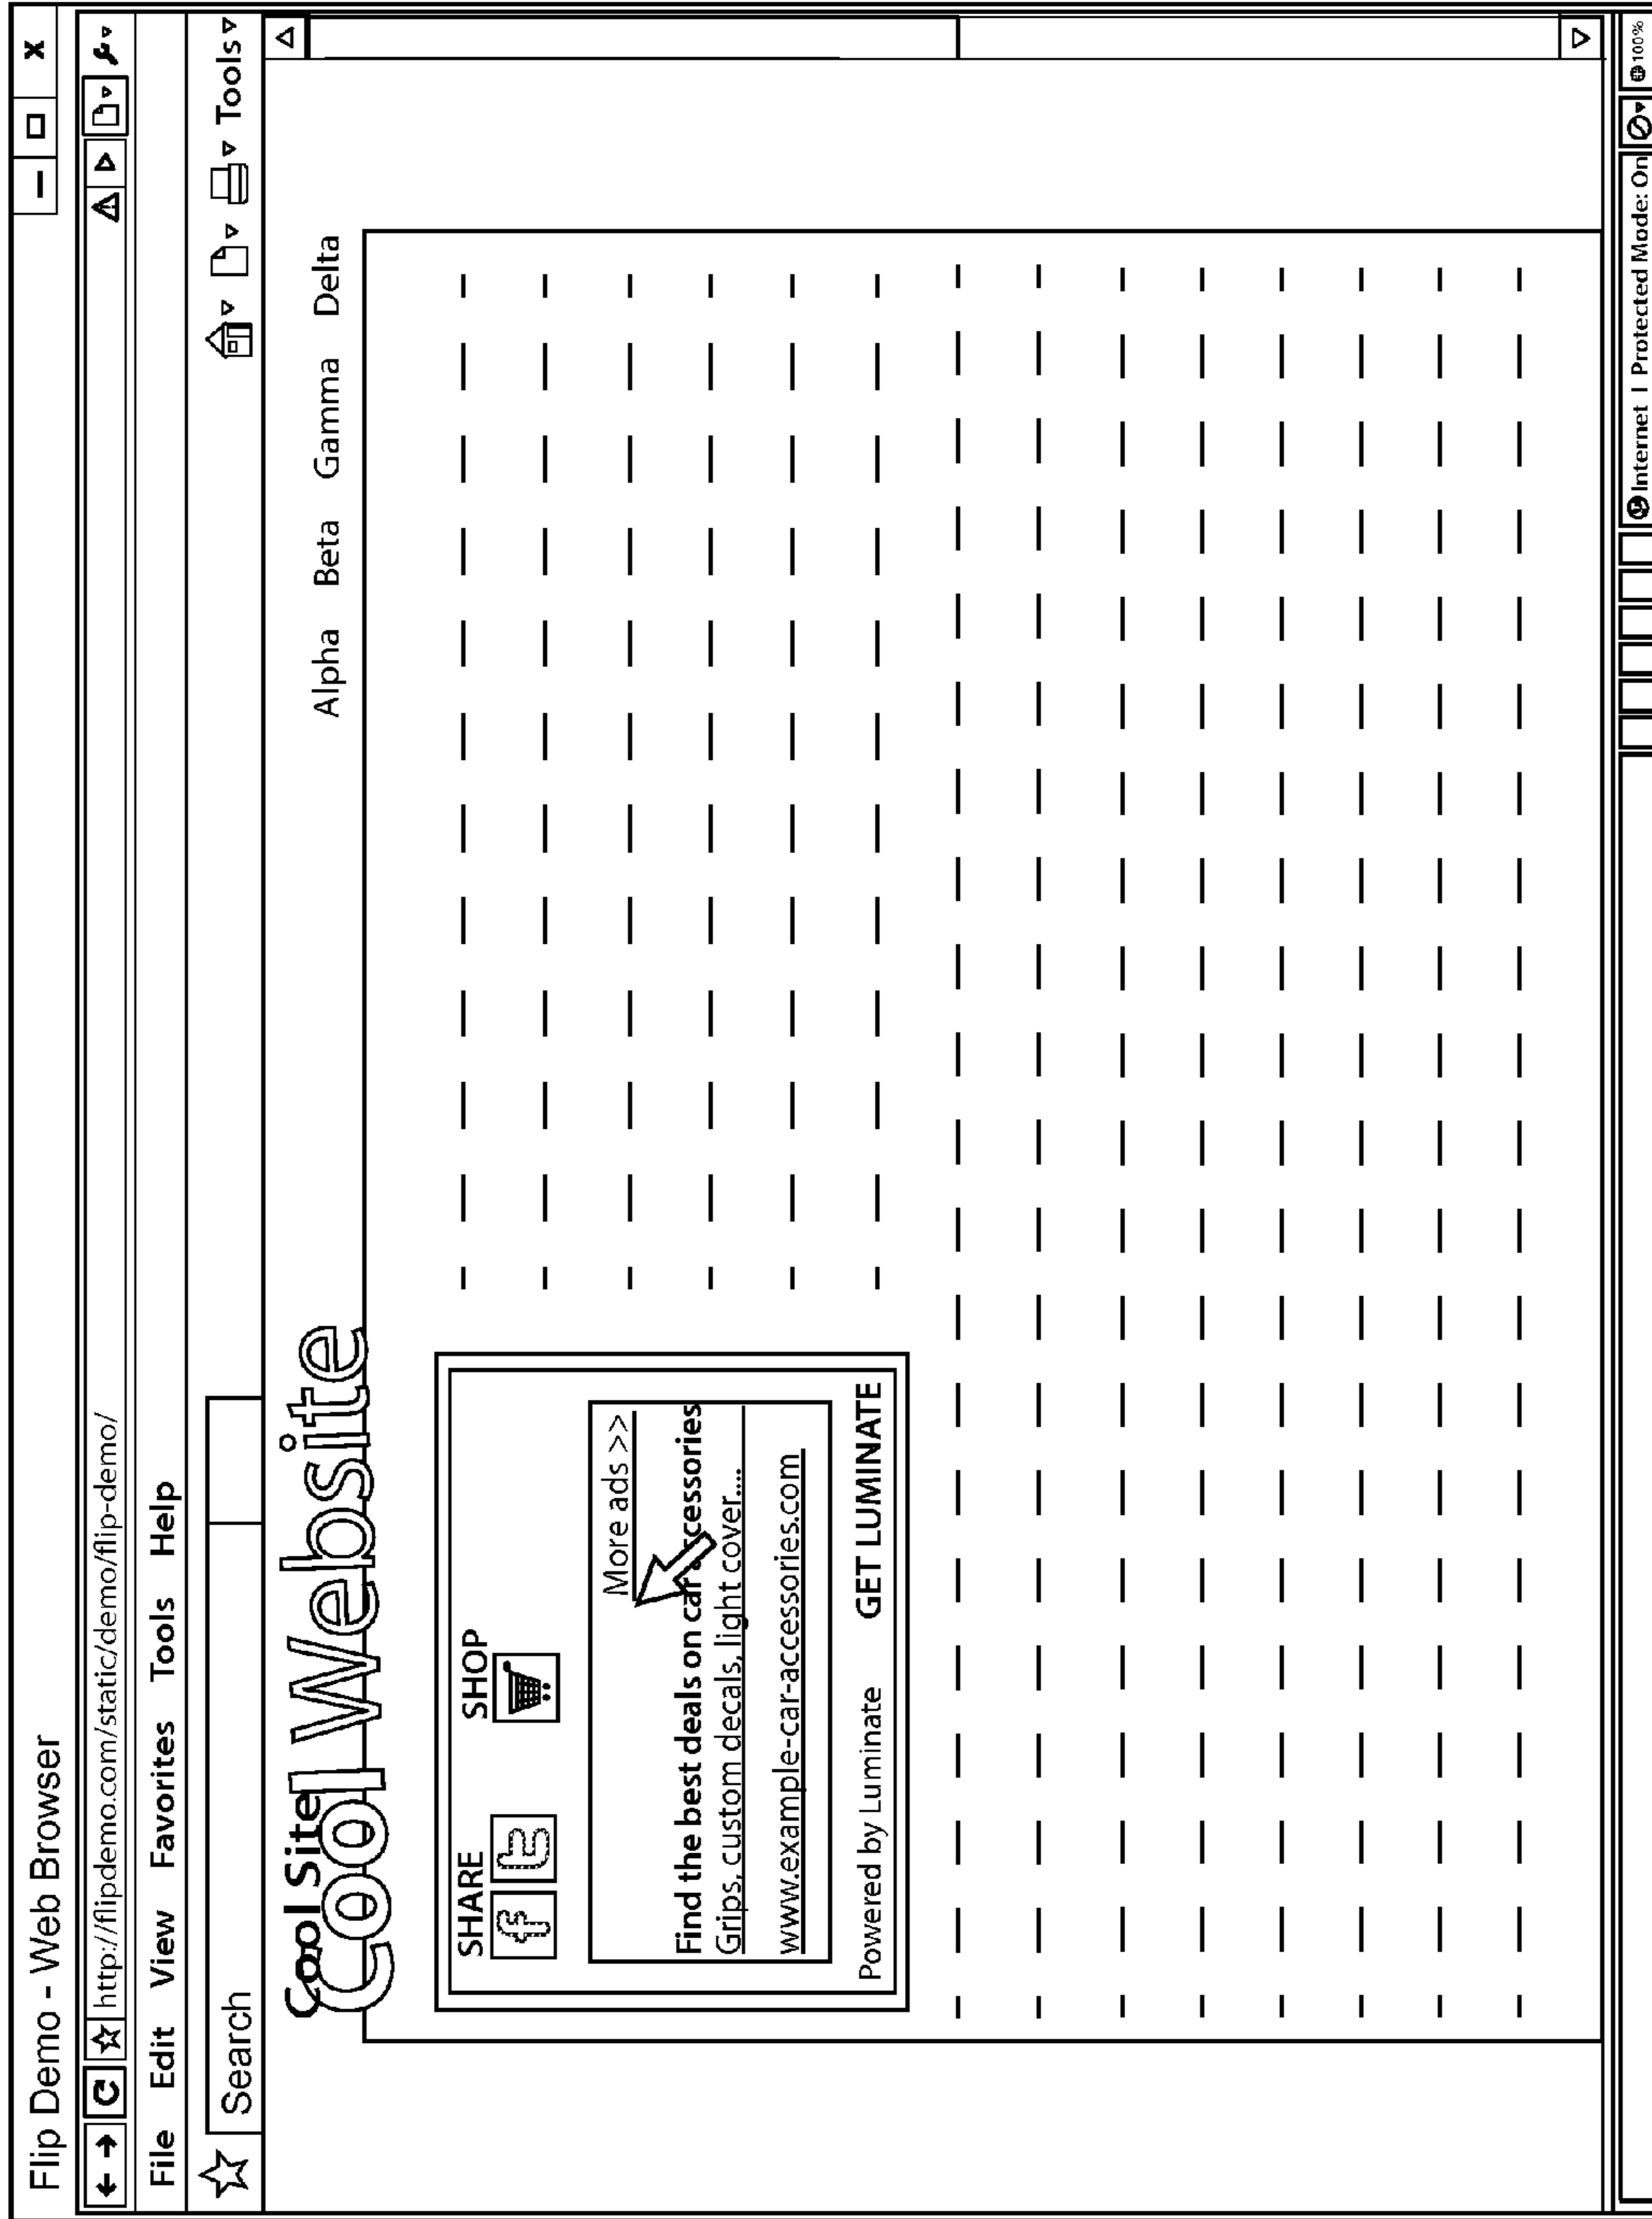 Flip Demo - Web Browser
http://flipdemo.com/static/demo/flip-demo/
File Edit View Favorites Tools Help
Search
Tools
Cool Site
Cool Website
Alpha Beta Gamma Delta
SHARE SHOP
f t
More ads >>
Find the best deals on car accessories
Grips, custom decals, light cover....
www.example-car-accessories.com
Powered by Luminate GET LUMINATE
Internet | Protected Mode: On 100%